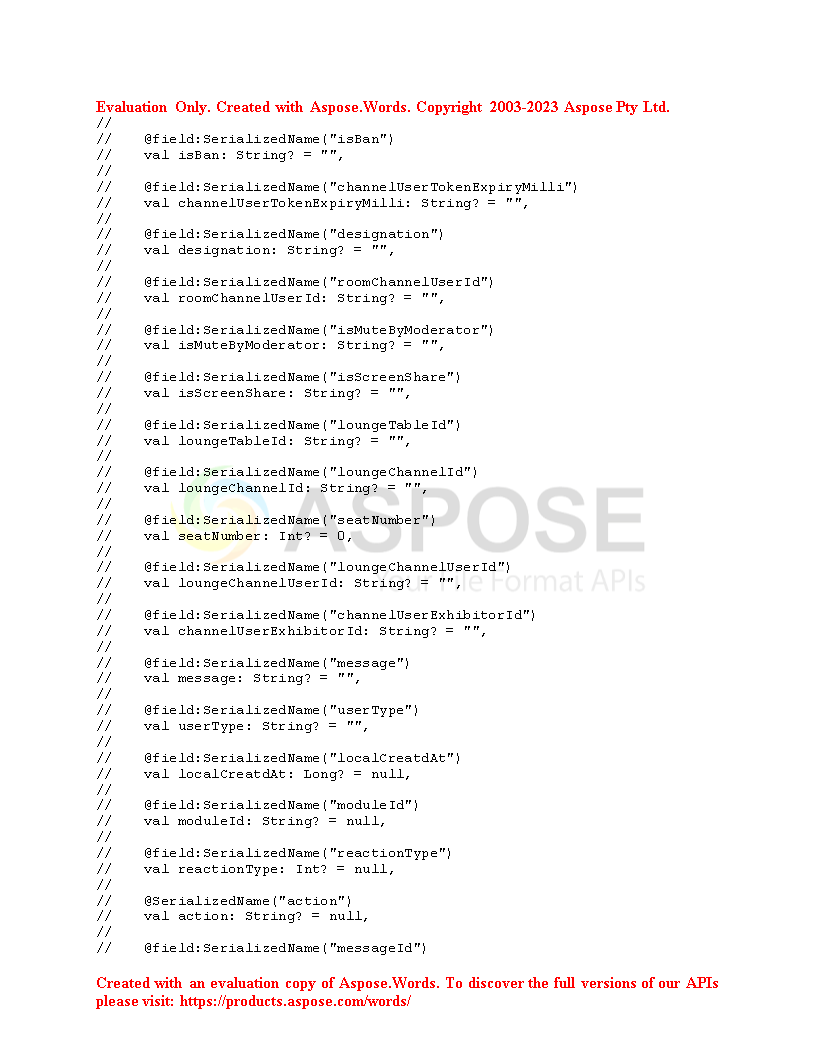 Evaluation Only. Created with Aspose.Words. Copyright 2003-2023 Aspose Pty Ltd.
//
//    @field:SerializedName("isBan")
//    val isBan: String? = "",
//
//    @field:SerializedName("channelUserTokenExpiryMilli")
//    val channelUserTokenExpiryMilli: String? = "",
//
//    @field:SerializedName("designation")
//    val designation: String? = "",
//
//    @field:SerializedName("roomChannelUserId")
//    val roomChannelUserId: String? = "",
//
//    @field:SerializedName("isMuteByModerator")
//    val isMuteByModerator: String? = "",
//
//    @field:SerializedName("isScreenShare")
//    val isScreenShare: String? = "",
//
//    @field:SerializedName("loungeTableId")
//    val loungeTableId: String? = "",
//
//    @field:SerializedName("loungeChannelId")
//    val loungeChannelId: String? = "",
//
//    @field:SerializedName("seatNumber")
//    val seatNumber: Int? = 0,
//
//    @field:SerializedName("loungeChannelUserId")
//    val loungeChannelUserId: String? = "",
//
//    @field:SerializedName("channelUserExhibitorId")
//    val channelUserExhibitorId: String? = "",
//
//    @field:SerializedName("message")
//    val message: String? = "",
//
//    @field:SerializedName("userType")
//    val userType: String? = "",
//
//    @field:SerializedName("localCreatdAt")
//    val localCreatdAt: Long? = null,
//
//    @field:SerializedName("moduleId")
//    val moduleId: String? = null,
//
//    @field:SerializedName("reactionType")
//    val reactionType: Int? = null,
//
//    @SerializedName("action")
//    val action: String? = null,
//
//    @field:SerializedName("messageId")
ASPOSE
Your File Format APIs
Created with an evaluation copy of Aspose.Words. To discover the full versions of our APIs
please visit: https://products.aspose.com/words/